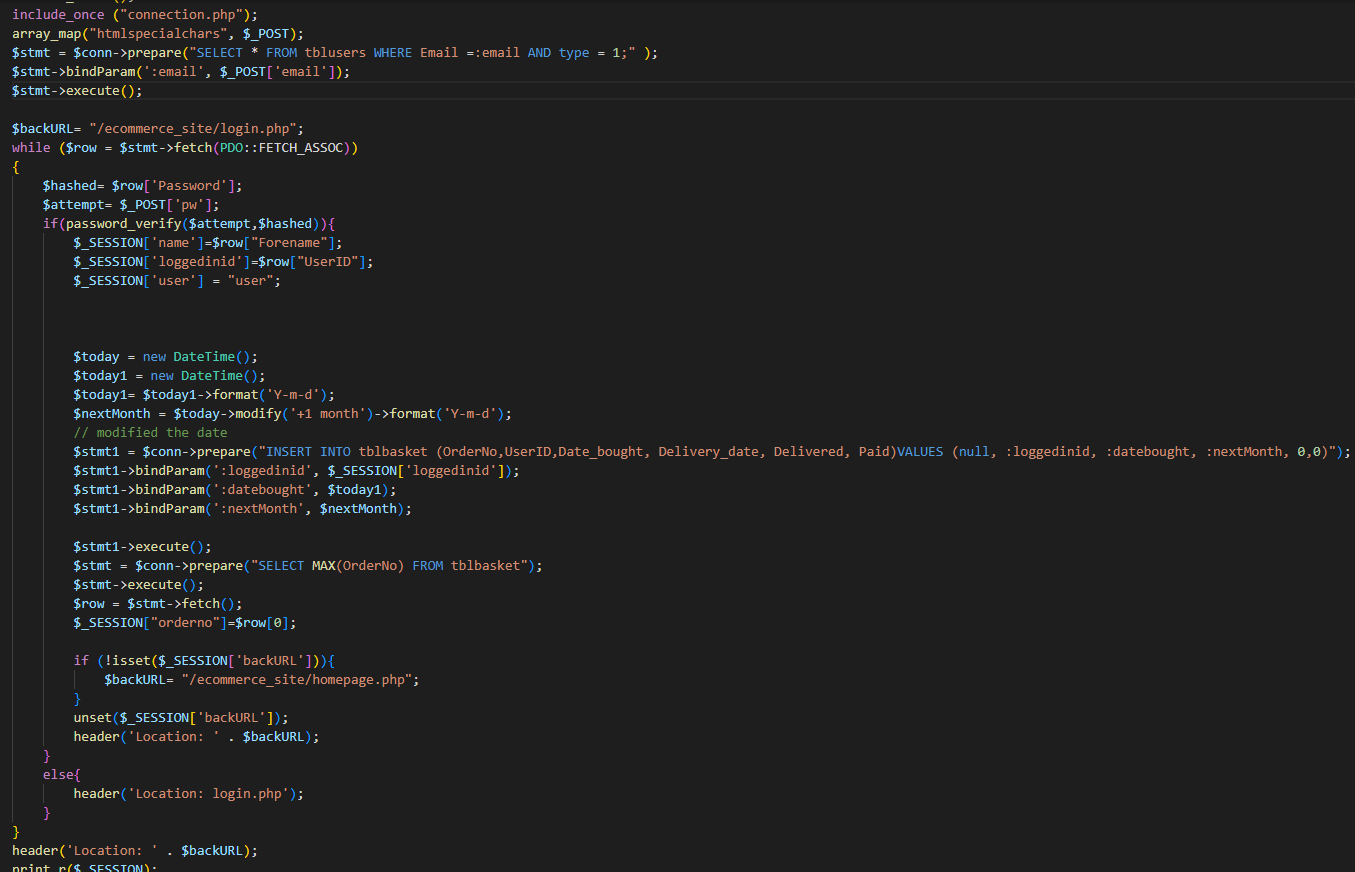 include_once ("connection.php");
array_map("htmlspecialchars", $_POST);
$stmt = $conn->prepare("SELECT * FROM tblusers WHERE Email =:email AND type = 1;" );
$stmt->bindParam(':email', $_POST['email']);
$stmt->execute();
$backURL= "/ecommerce_site/login.php";
while ($row = $stmt->fetch(PDO::FETCH_ASSOC))
{
    $hashed= $row['Password'];
    $attempt= $_POST['pw'];
    if(password_verify($attempt,$hashed)){
        $_SESSION['name']=$row["Forename"];
        $_SESSION['loggedinid']=$row["UserID"];
        $_SESSION['user'] = "user";
        $today = new DateTime();
        $today1 = new DateTime();
        $today1= $today1->format('Y-m-d');
        $nextMonth = $today->modify('+1 month')->format('Y-m-d');
        // modified the date
        $stmt1 = $conn->prepare("INSERT INTO tblbasket (OrderNo,UserID,Date_bought, Delivery_date, Delivered, Paid)VALUES (null, :loggedinid, :datebought, :nextMonth, 0,0)");
        $stmt1->bindParam(':loggedinid', $_SESSION['loggedinid']);
        $stmt1->bindParam(':datebought', $today1);
        $stmt1->bindParam(':nextMonth', $nextMonth);
        $stmt1->execute();
        $stmt = $conn->prepare("SELECT MAX(OrderNo) FROM tblbasket");
        $stmt->execute();
        $row = $stmt->fetch();
        $_SESSION["orderno"]=$row[0];
        if (!isset($_SESSION['backURL'])){
            $backURL= "/ecommerce_site/homepage.php";
        }
        unset($_SESSION['backURL']);
        header('Location: ' . $backURL);
    }
    else{
        header('Location: login.php');
    }
}
header('Location: ' . $backURL);
print_r($_SESSION);